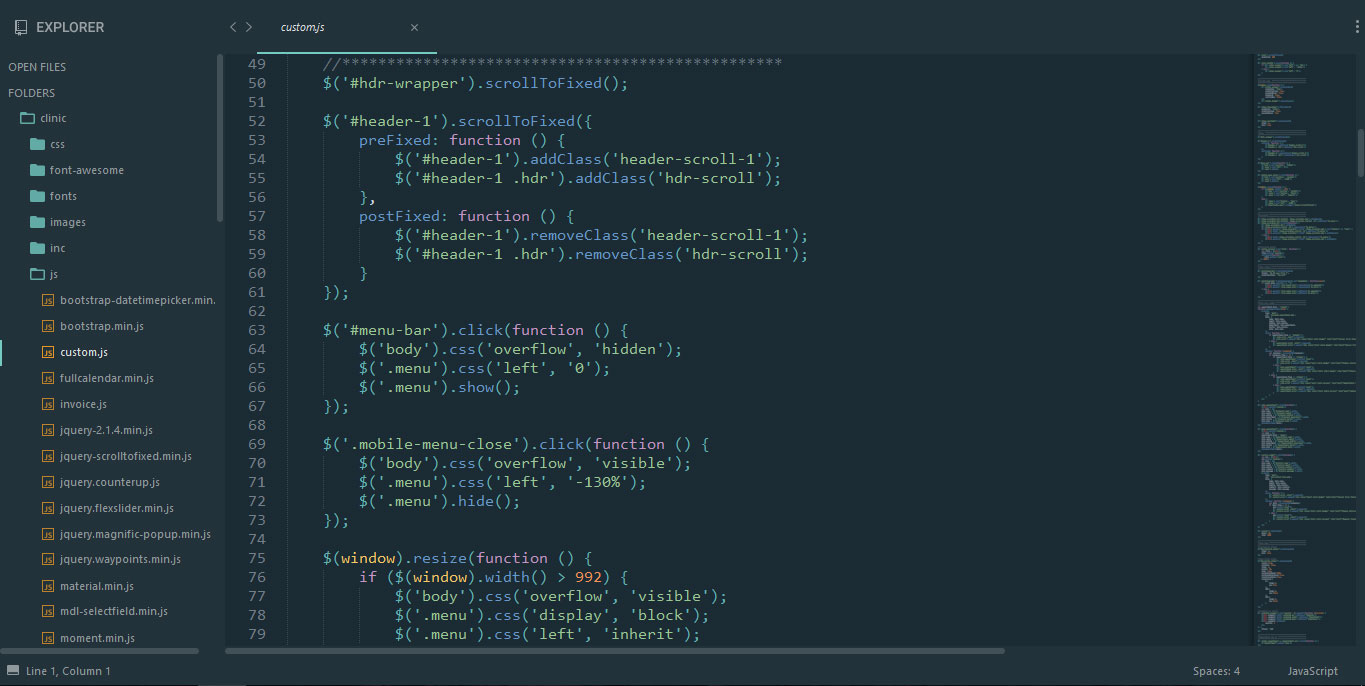 EXPLORER
custom.js
OPEN FILES
FOLDERS
clinic
css
font-awesome
fonts
images
inc
js
bootstrap-datetimepicker.min.
bootstrap.min.js
custom.js
fullcalendar.min.js
invoice.js
jquery-2.1.4.min.js
jquery-scrolltofixed.min.js
jquery.counterup.js
jquery.flexslider.min.js
jquery.magnific-popup.min.js
jquery.waypoints.min.js
material.min.js
mdl-selectfield.min.js
moment.min.js
49 //*************************************************
50 $('#hdr-wrapper').scrollToFixed();
51
52 $('#header-1').scrollToFixed({
53 preFixed: function () {
54 $('#header-1').addClass('header-scroll-1');
55 $('#header-1 .hdr').addClass('hdr-scroll');
56 },
57 postFixed: function () {
58 $('#header-1').removeClass('header-scroll-1');
59 $('#header-1 .hdr').removeClass('hdr-scroll');
60 }
61 });
62
63 $('#menu-bar').click(function () {
64 $('body').css('overflow', 'hidden');
65 $('.menu').css('left', '0');
66 $('.menu').show();
67 });
68
69 $('.mobile-menu-close').click(function () {
70 $('body').css('overflow', 'visible');
71 $('.menu').css('left', '-130%');
72 $('.menu').hide();
73 });
74
75 $(window).resize(function () {
76 if ($(window).width() > 992) {
77 $('body').css('overflow', 'visible');
78 $('.menu').css('display', 'block');
79 $('.menu').css('left', 'inherit');
Line 1, Column 1
Spaces: 4
JavaScript